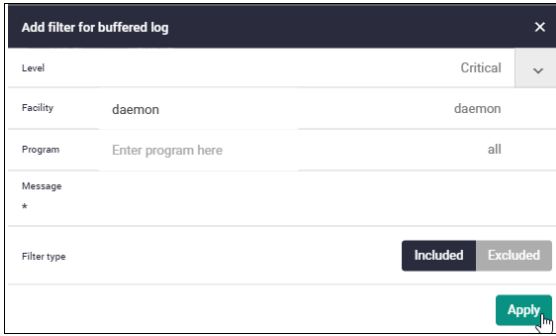 Add filter for buffered log ×
Level Critical
Facility daemon daemon
Program Enter program here all
Message
*
Filter type Included Excluded
Apply